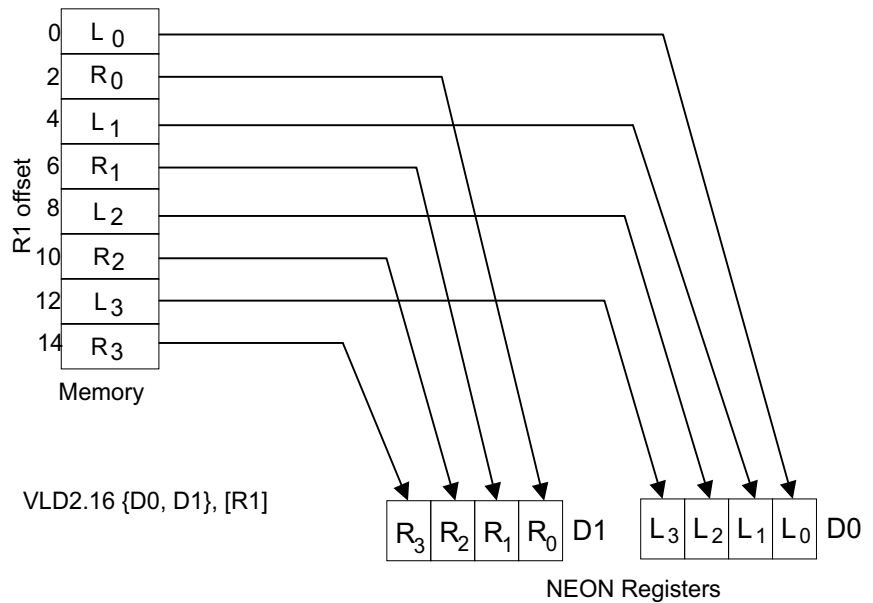 0 L0
2 R0
4 L1
6 R1
8 L2
10 R2
12 L3
14 R3
R1 offset
Memory
VLD2.16 {D0, D1}, [R1]
R3 R2 R1 R0 D1
L3 L2 L1 L0 D0
NEON Registers